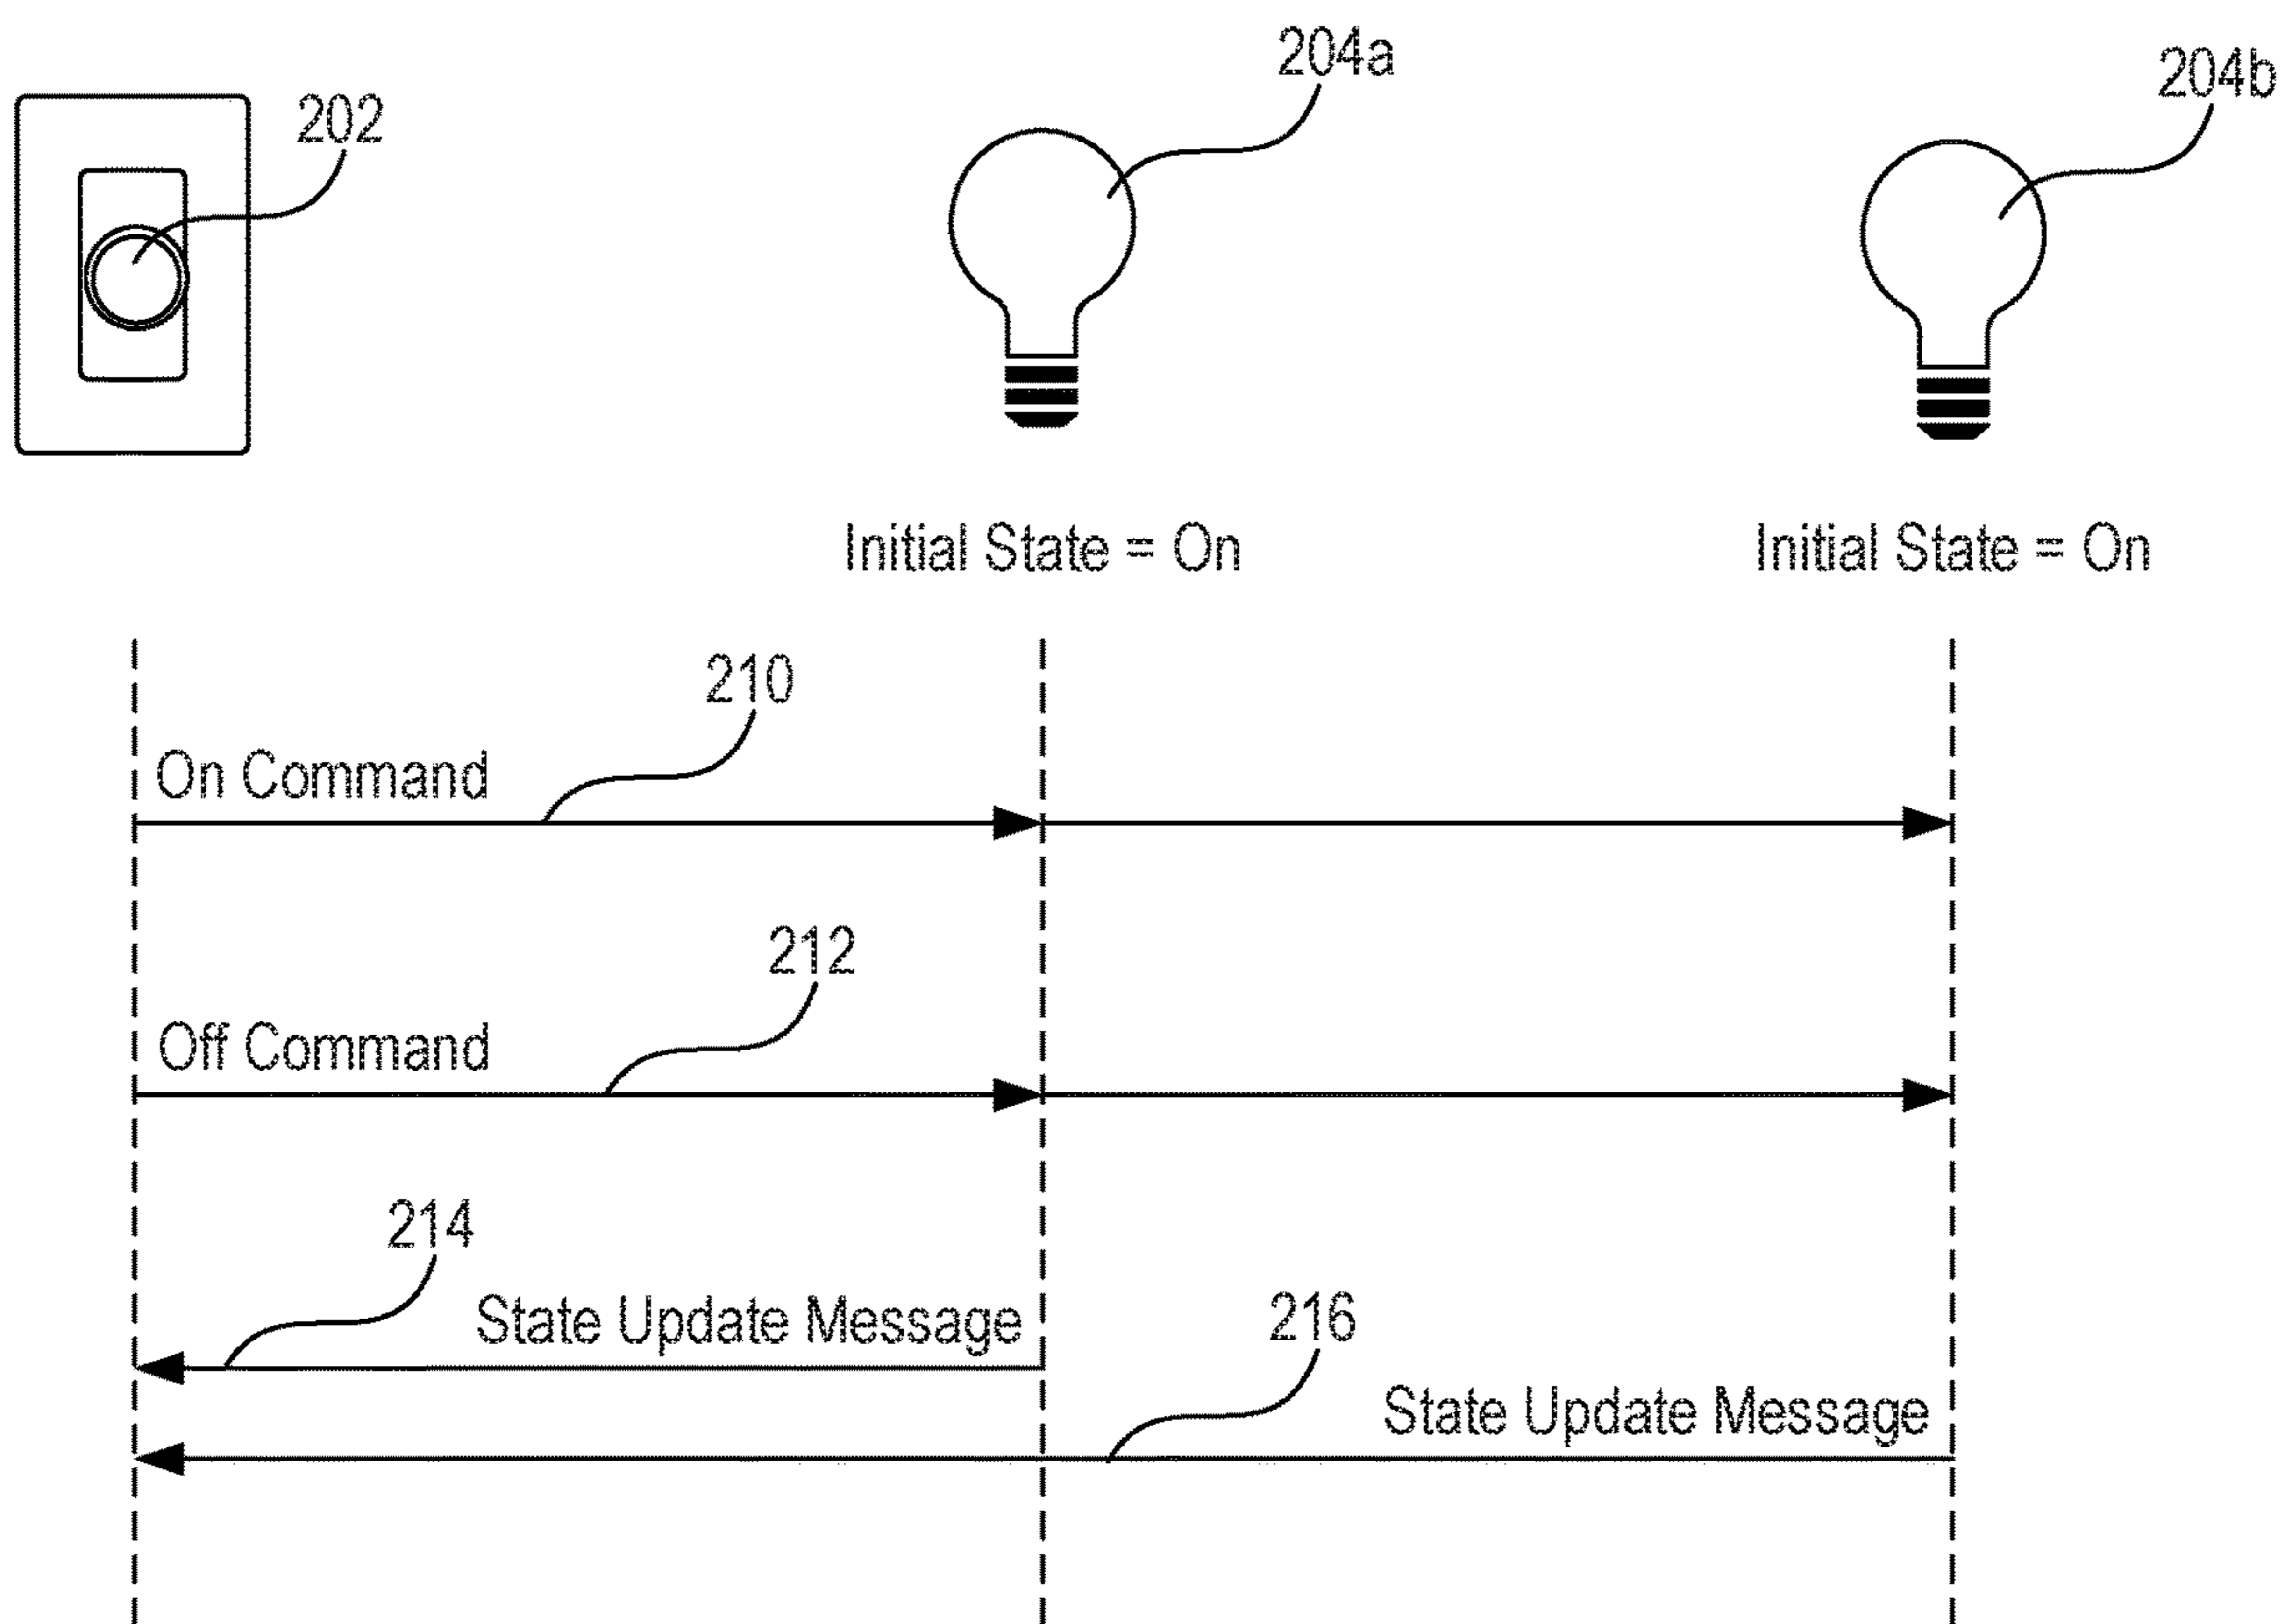 204a
204b
202
Initial State = On
Initial State = On
210
On Command
212
Off Command
214
State Update Message
216
State Update Message